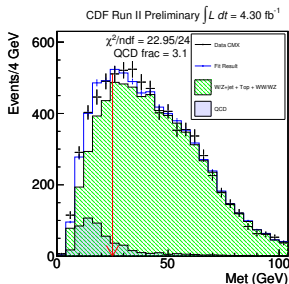 CDF Run II Preliminary ∫L dt = 4.30 fb⁻¹
χ²/ndf = 22.95/24
QCD frac = 3.1
Data CMX
Fit Result
W/Z+jet + Top + WW/WZ
QCD
Events/4 GeV
600
400
200
0
0
50
100
Met (GeV)